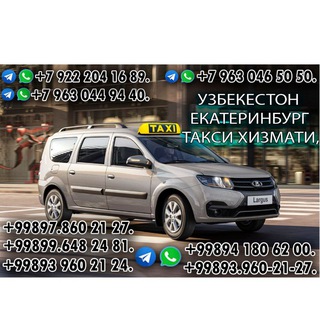 +7 922 204 16 89.
+7 963 046 50 50.
+7 963 044 94 40.
УЗБЕКЕСТОН
ЕКАТЕРИНБУРГ
ТАКСИ ХИЗМАТИ,
TAXI
Largus
+99897.860 21 27.
+99899.648 24 81.
+99893 960 21 24.
+99894 180 62 00.
+99893.960-21-27.